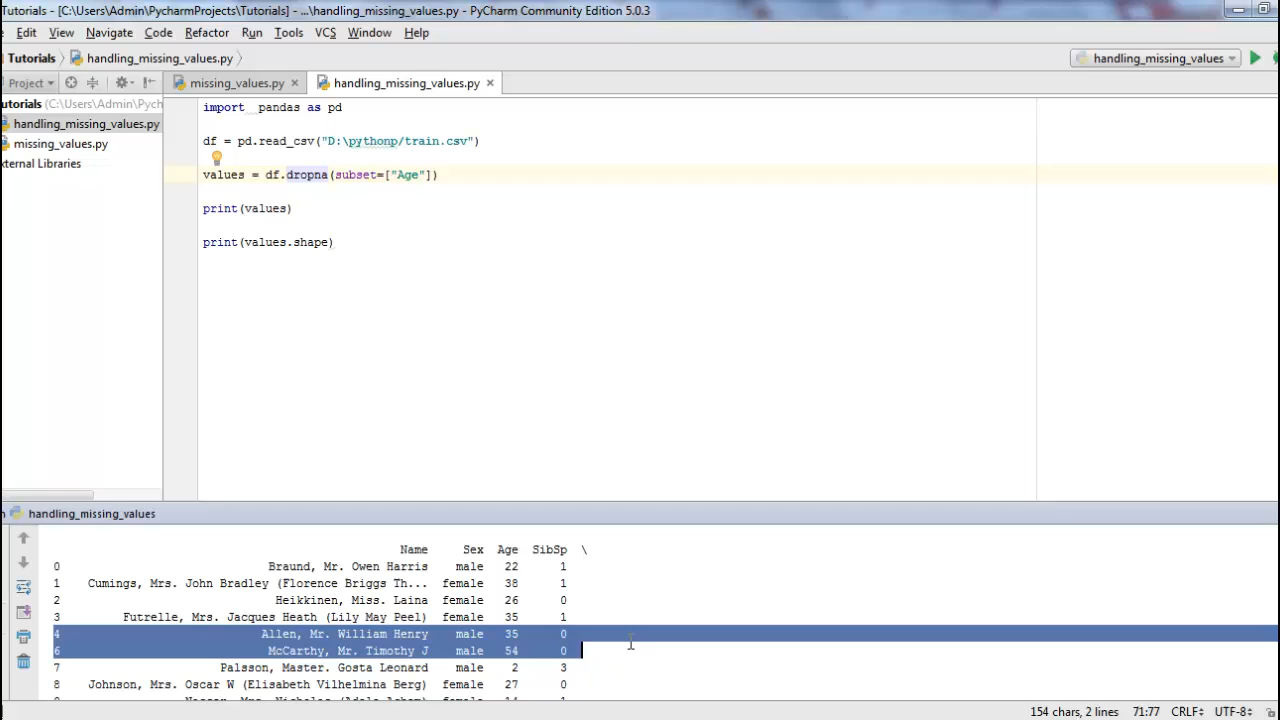 Tutorials - [C:\Users\Admin\PycharmProjects\Tutorials] - ...\handling_missing_values.py - PyCharm Community Edition 5.0.3
Edit View Navigate Code Refactor Run Tools VCS Window Help
Tutorials handling_missing_values.py handling_missing_values
Project missing_values.py handling_missing_values.py
utorials (C:\Users\Admin\Pych
handling_missing_values.py
missing_values.py
xternal Libraries
import pandas as pd
df = pd.read_csv("D:\pythonp/train.csv")
values = df.dropna(subset=["Age"])
print(values)
print(values.shape)
handling_missing_values
Name Sex Age SibSp \
0 Braund, Mr. Owen Harris male 22 1
1 Cumings, Mrs. John Bradley (Florence Briggs Th... female 38 1
2 Heikkinen, Miss. Laina female 26 0
3 Futrelle, Mrs. Jacques Heath (Lily May Peel) female 35 1
4 Allen, Mr. William Henry male 35 0
6 McCarthy, Mr. Timothy J male 54 0
7 Palsson, Master. Gosta Leonard male 2 3
8 Johnson, Mrs. Oscar W (Elisabeth Vilhelmina Berg) female 27 0
154 chars, 2 lines 71:77 CRLF UTF-8